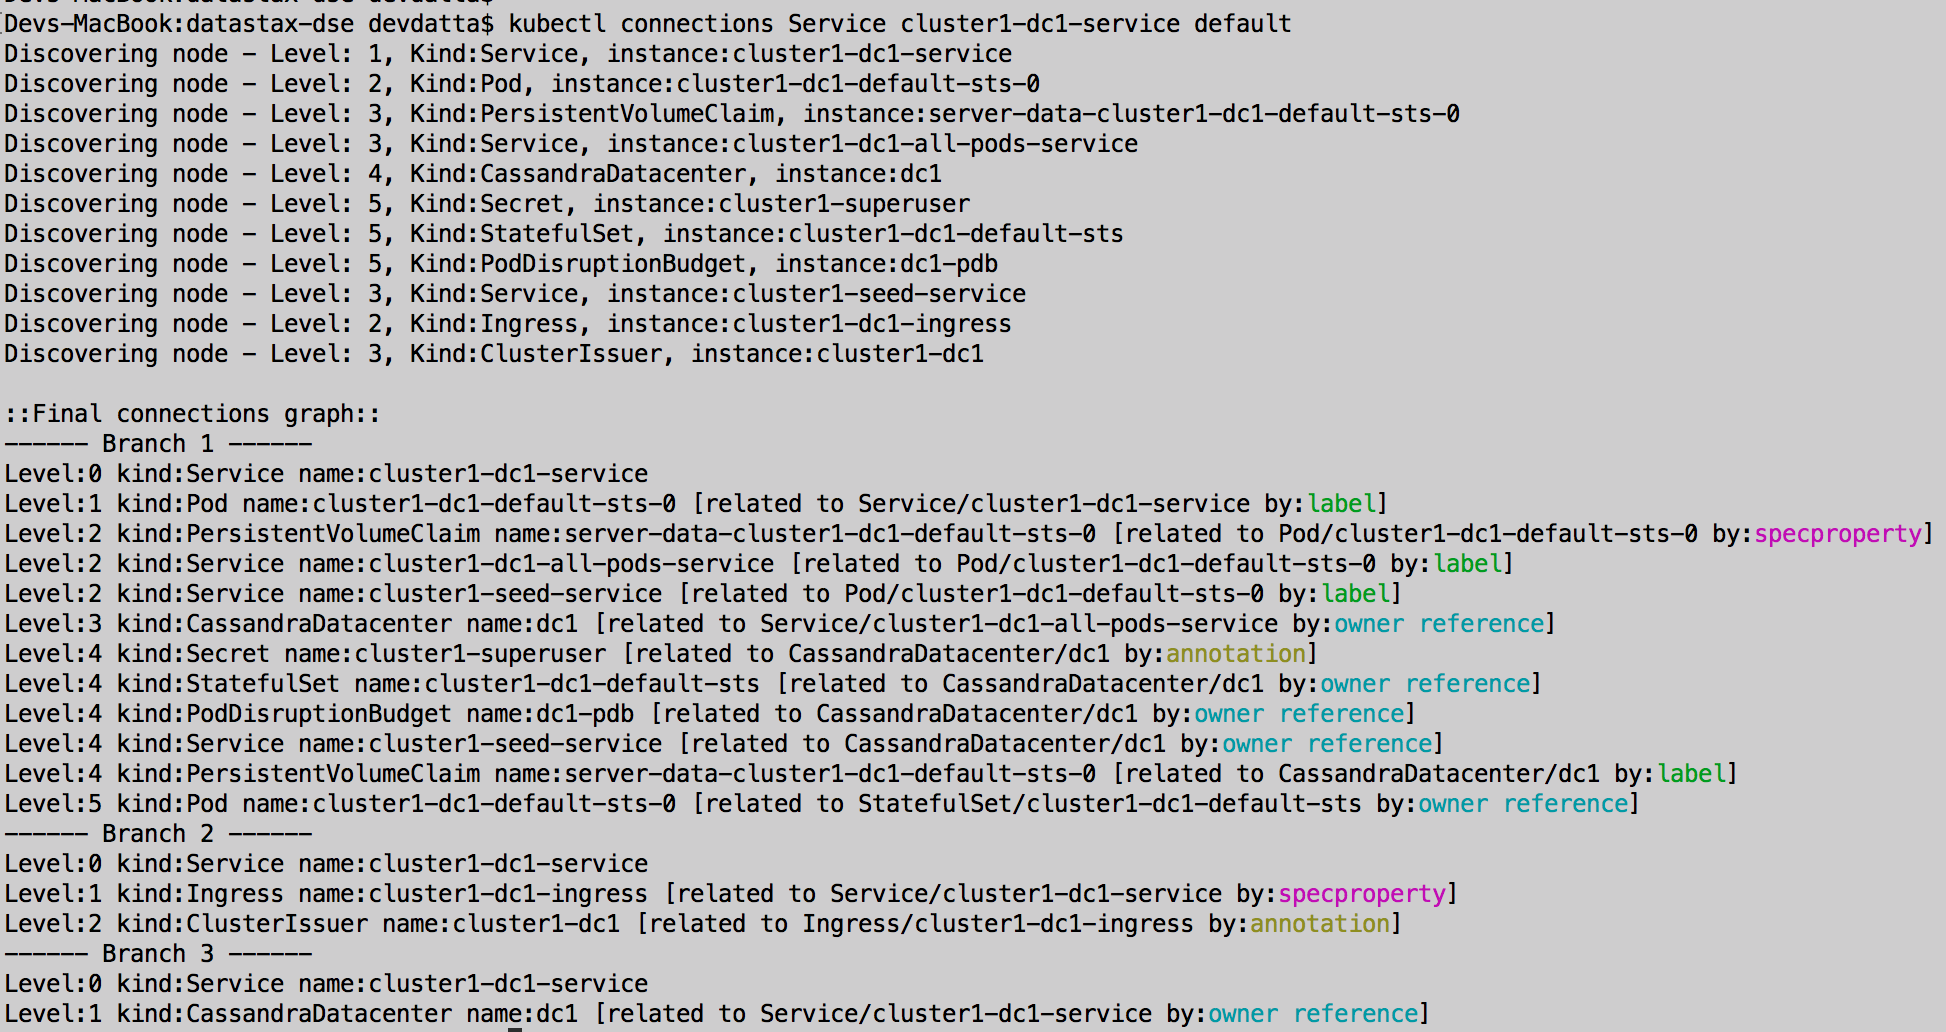 Devs-MacBook:datastax-dse devdatta$
Devs-MacBook:datastax-dse devdatta$ kubectl connections Service cluster1-dc1-service default
Discovering node - Level: 1, Kind:Service, instance:cluster1-dc1-service
Discovering node - Level: 2, Kind:Pod, instance:cluster1-dc1-default-sts-0
Discovering node - Level: 3, Kind:PersistentVolumeClaim, instance:server-data-cluster1-dc1-default-sts-0
Discovering node - Level: 3, Kind:Service, instance:cluster1-dc1-all-pods-service
Discovering node - Level: 4, Kind:CassandraDatacenter, instance:dc1
Discovering node - Level: 5, Kind:Secret, instance:cluster1-superuser
Discovering node - Level: 5, Kind:StatefulSet, instance:cluster1-dc1-default-sts
Discovering node - Level: 5, Kind:PodDisruptionBudget, instance:dc1-pdb
Discovering node - Level: 3, Kind:Service, instance:cluster1-seed-service
Discovering node - Level: 2, Kind:Ingress, instance:cluster1-dc1-ingress
Discovering node - Level: 3, Kind:ClusterIssuer, instance:cluster1-dc1
::Final connections graph::
------ Branch 1 ------
Level:0 kind:Service name:cluster1-dc1-service
Level:1 kind:Pod name:cluster1-dc1-default-sts-0 [related to Service/cluster1-dc1-service by:label]
Level:2 kind:PersistentVolumeClaim name:server-data-cluster1-dc1-default-sts-0 [related to Pod/cluster1-dc1-default-sts-0 by:specproperty]
Level:2 kind:Service name:cluster1-dc1-all-pods-service [related to Pod/cluster1-dc1-default-sts-0 by:label]
Level:2 kind:Service name:cluster1-seed-service [related to Pod/cluster1-dc1-default-sts-0 by:label]
Level:3 kind:CassandraDatacenter name:dc1 [related to Service/cluster1-dc1-all-pods-service by:owner reference]
Level:4 kind:Secret name:cluster1-superuser [related to CassandraDatacenter/dc1 by:annotation]
Level:4 kind:StatefulSet name:cluster1-dc1-default-sts [related to CassandraDatacenter/dc1 by:owner reference]
Level:4 kind:PodDisruptionBudget name:dc1-pdb [related to CassandraDatacenter/dc1 by:owner reference]
Level:4 kind:Service name:cluster1-seed-service [related to CassandraDatacenter/dc1 by:owner reference]
Level:4 kind:PersistentVolumeClaim name:server-data-cluster1-dc1-default-sts-0 [related to CassandraDatacenter/dc1 by:label]
Level:5 kind:Pod name:cluster1-dc1-default-sts-0 [related to StatefulSet/cluster1-dc1-default-sts by:owner reference]
------ Branch 2 ------
Level:0 kind:Service name:cluster1-dc1-service
Level:1 kind:Ingress name:cluster1-dc1-ingress [related to Service/cluster1-dc1-service by:specproperty]
Level:2 kind:ClusterIssuer name:cluster1-dc1 [related to Ingress/cluster1-dc1-ingress by:annotation]
------ Branch 3 ------
Level:0 kind:Service name:cluster1-dc1-service
Level:1 kind:CassandraDatacenter name:dc1 [related to Service/cluster1-dc1-service by:owner reference]